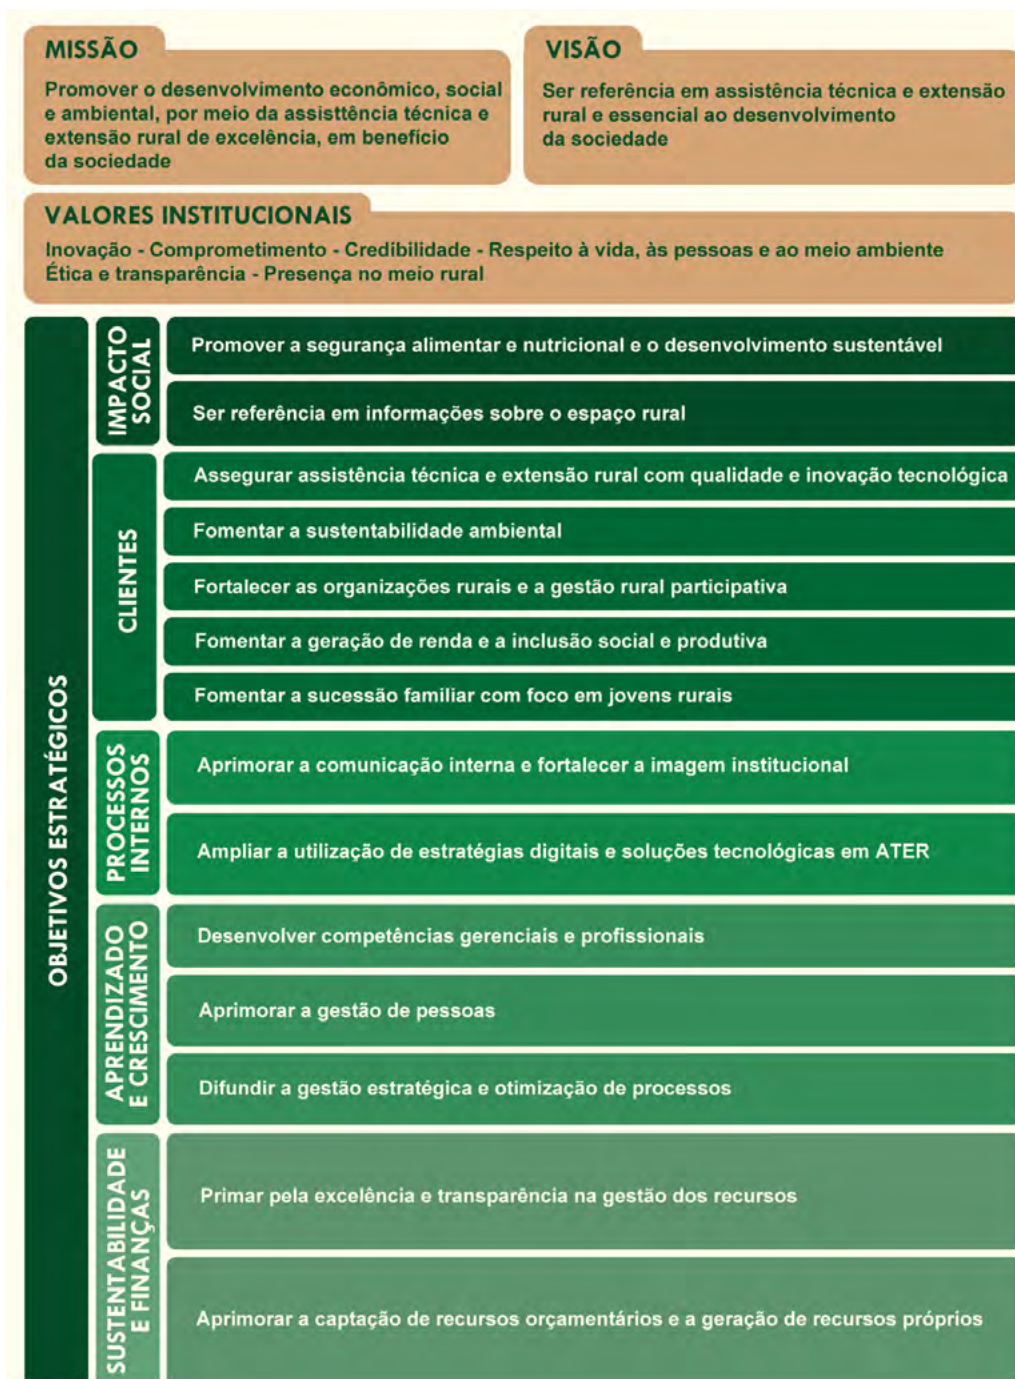 MISSÃO
Promover o desenvolvimento econômico, social
e ambiental, por meio da assisttência técnica e
extensão rural de excelência, em benefício
da sociedade
VISÃO
Ser referência em assistência técnica e extensão
rural e essencial ao desenvolvimento
da sociedade
VALORES INSTITUCIONAIS
Inovação - Comprometimento - Credibilidade - Respeito à vida, às pessoas e ao meio ambiente
Ética e transparência - Presença no meio rural
OBJETIVOS ESTRATÉGICOS
IMPACTO
SOCIAL
Promover a segurança alimentar e nutricional e o desenvolvimento sustentável
Ser referência em informações sobre o espaço rural
CLIENTES
Assegurar assistência técnica e extensão rural com qualidade e inovação tecnológica
Fomentar a sustentabilidade ambiental
Fortalecer as organizações rurais e a gestão rural participativa
Fomentar a geração de renda e a inclusão social e produtiva
Fomentar a sucessão familiar com foco em jovens rurais
PROCESSOS
INTERNOS
Aprimorar a comunicação interna e fortalecer a imagem institucional
Ampliar a utilização de estratégias digitais e soluções tecnológicas em ATER
APRENDIZADO
E CRESCIMENTO
Desenvolver competências gerenciais e profissionais
Aprimorar a gestão de pessoas
Difundir a gestão estratégica e otimização de processos
SUSTENTABILIDADE
E FINANÇAS
Primar pela excelência e transparência na gestão dos recursos
Aprimorar a captação de recursos orçamentários e a geração de recursos próprios